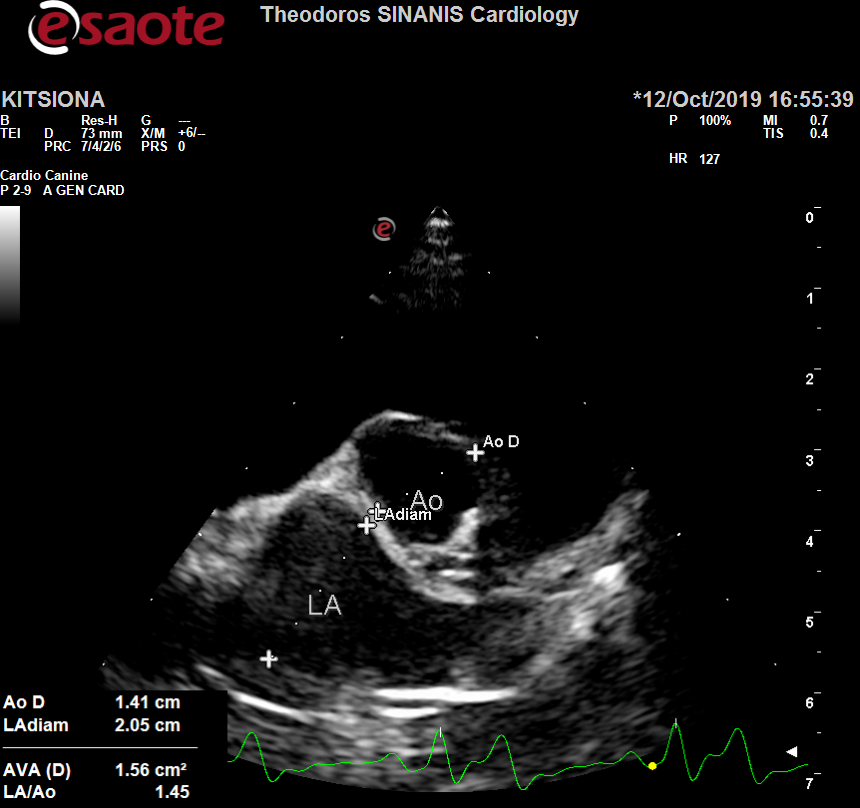 esaote
Theodoros SINANIS Cardiology
KITSIONA
*12/Oct/2019 16:55:39
B Res-H G ---
TEI D 73 mm X/M +6/--
PRC 7/4/2/6 PRS 0
P 100% MI 0.7
TIS 0.4
HR 127
Cardio Canine
P 2-9 A GEN CARD
e
0
1
2
3
4
5
6
7
Ao D
Ao
LAdiam
LA
Ao D 1.41 cm
LAdiam 2.05 cm
AVA (D) 1.56 cm²
LA/Ao 1.45